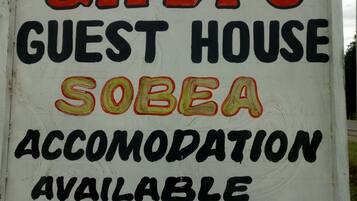 GUEST HOUSE
SOBEA
ACCOMODATION
AVAILABLE